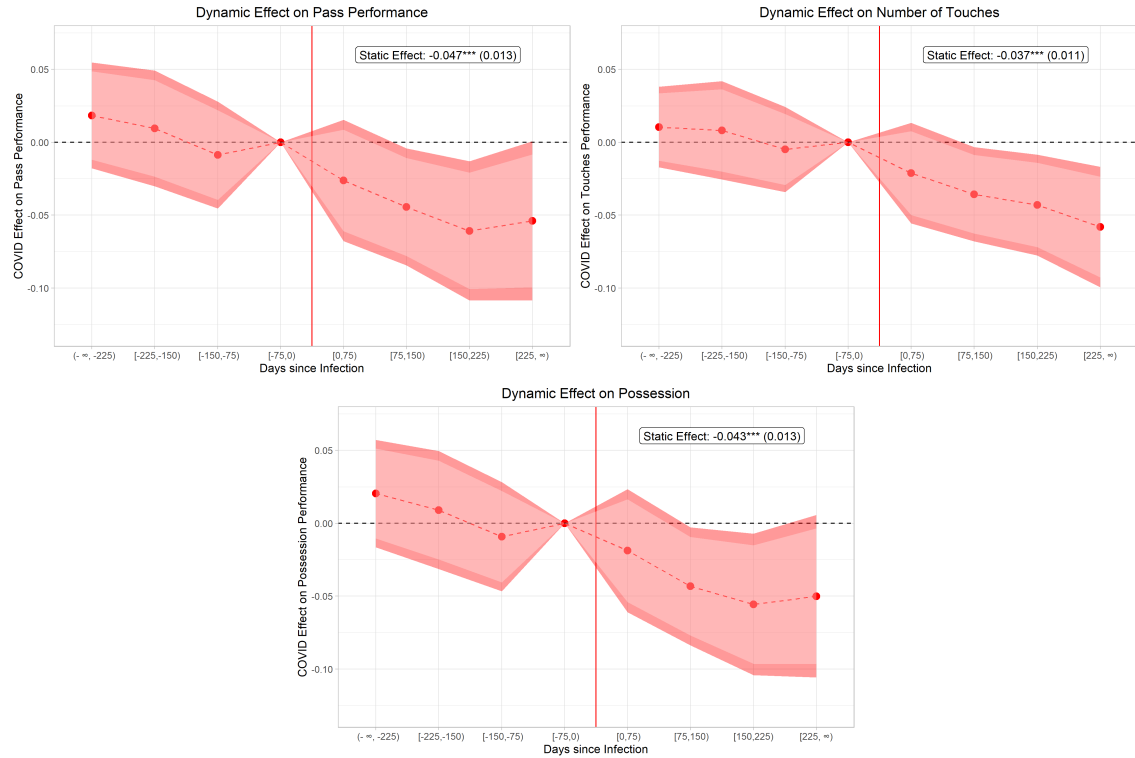 Dynamic Effect on Pass Performance
Static Effect: -0.047*** (0.013)
COVID Effect on Pass Performance
0.05
0.00
-0.05
-0.10
(- ∞, -225)
[-225,-150)
[-150,-75)
[-75,0)
[0,75)
[75,150)
[150,225)
[225, ∞)
Days since Infection
Dynamic Effect on Number of Touches
Static Effect: -0.037*** (0.011)
COVID Effect on Touches Performance
0.05
0.00
-0.05
-0.10
(- ∞, -225)
[-225,-150)
[-150,-75)
[-75,0)
[0,75)
[75,150)
[150,225)
[225, ∞)
Days since Infection
Dynamic Effect on Possession
Static Effect: -0.043*** (0.013)
COVID Effect on Possession Performance
0.05
0.00
-0.05
-0.10
(- ∞, -225)
[-225,-150)
[-150,-75)
[-75,0)
[0,75)
[75,150)
[150,225)
[225, ∞)
Days since Infection